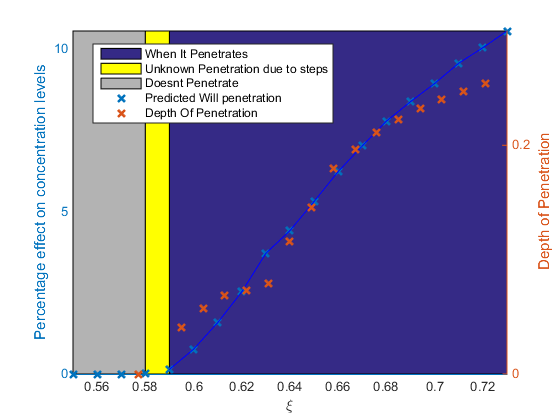 When It Penetrates
Unknown Penetration due to steps
Doesnt Penetrate
Predicted Will penetration
Depth Of Penetration
Percentage effect on concentration levels
10
5
0
Depth of Penetration
0.2
0
0.56 0.58 0.6 0.62 0.64 0.66 0.68 0.7 0.72
ξ